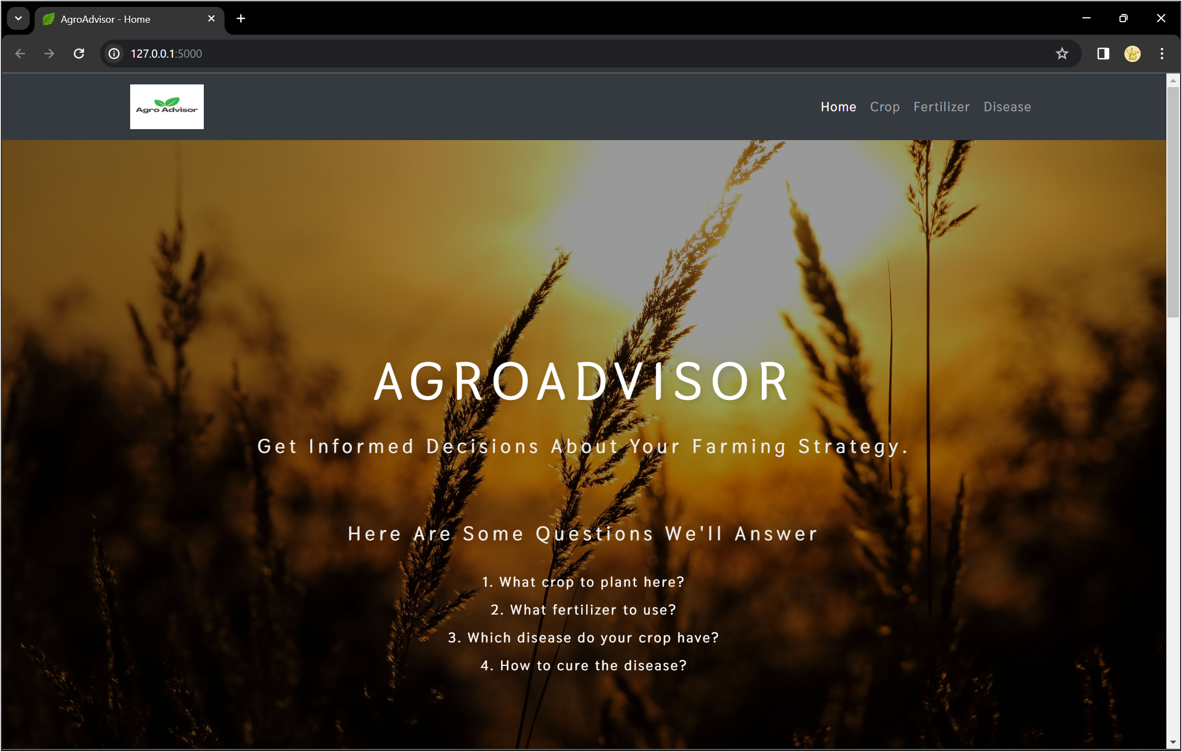 AgroAdvisor - Home
127.0.0.1:5000
Agro Advisor
Home Crop Fertilizer Disease
AGROADVISOR
Get Informed Decisions About Your Farming Strategy.
Here Are Some Questions We'll Answer
1. What crop to plant here?
2. What fertilizer to use?
3. Which disease do your crop have?
4. How to cure the disease?